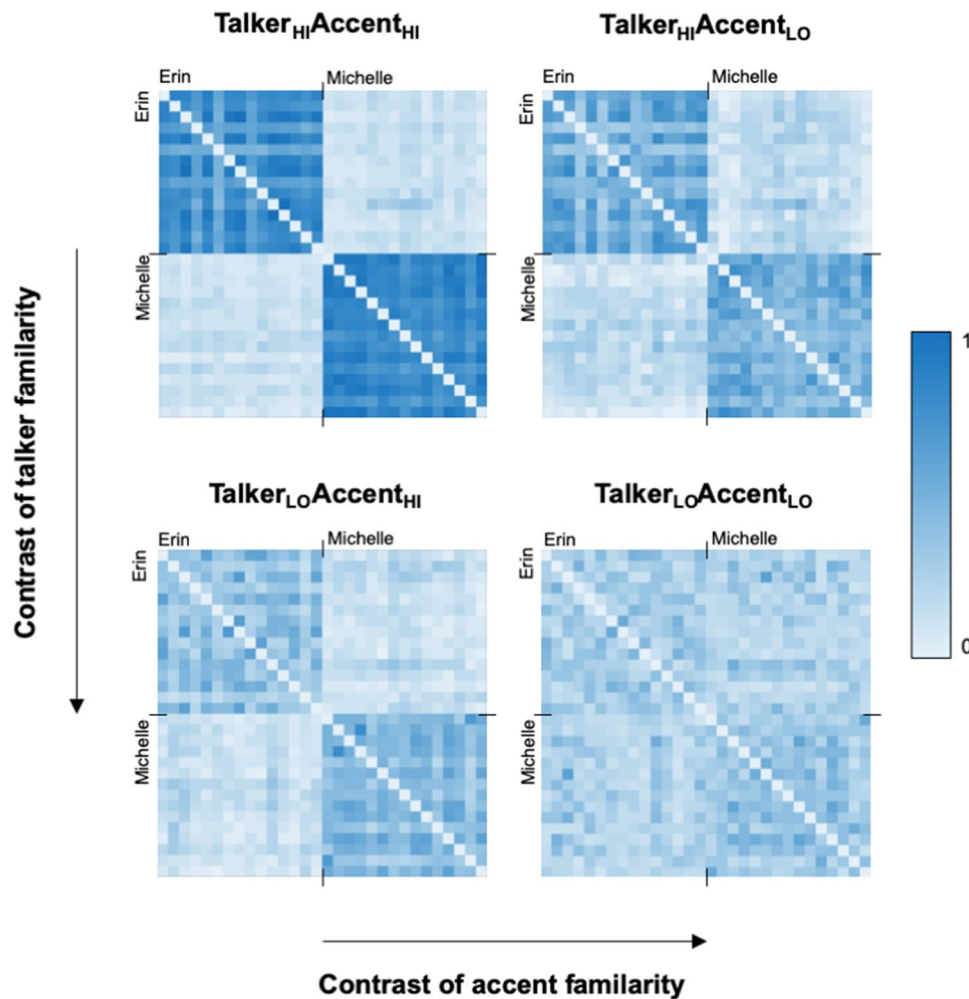 Talker_HI Accent_HI
Talker_HI Accent_LO
Erin
Michelle
Erin
Michelle
Erin
Michelle
Erin
Michelle
Contrast of talker familarity
1
0
Talker_LO Accent_HI
Talker_LO Accent_LO
Erin
Michelle
Erin
Michelle
Erin
Michelle
Erin
Michelle
Contrast of accent familarity